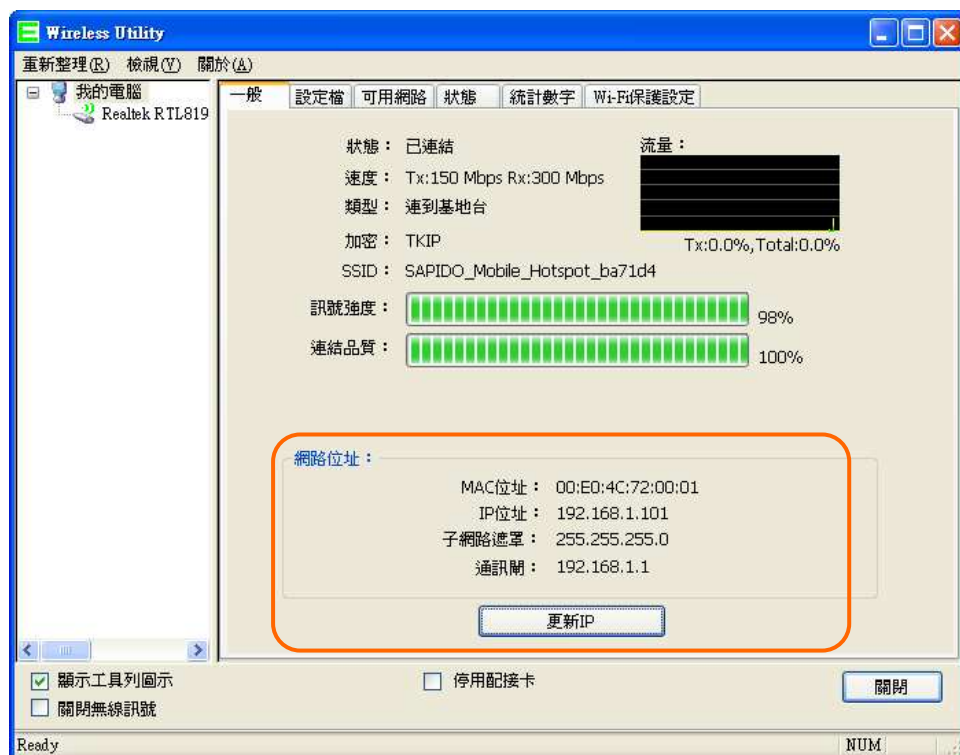 Wireless Utility
重新整理(R) 檢視(V) 關於(A)
我的電腦
Realtek RTL819
一般 設定檔 可用網路 狀態 統計數字 Wi-Fi保護設定
狀態： 已連結
流量：
速度： Tx:150 Mbps Rx:300 Mbps
類型： 連到基地台
加密： TKIP
Tx:0.0%,Total:0.0%
SSID： SAPIDO_Mobile_Hotspot_ba71d4
訊號強度： 98%
連結品質： 100%
網路位址：
MAC位址： 00:E0:4C:72:00:01
IP位址： 192.168.1.101
子網路遮罩： 255.255.255.0
通訊閘： 192.168.1.1
更新IP
顯示工具列圖示
停用配接卡
關閉
關閉無線訊號
Ready NUM